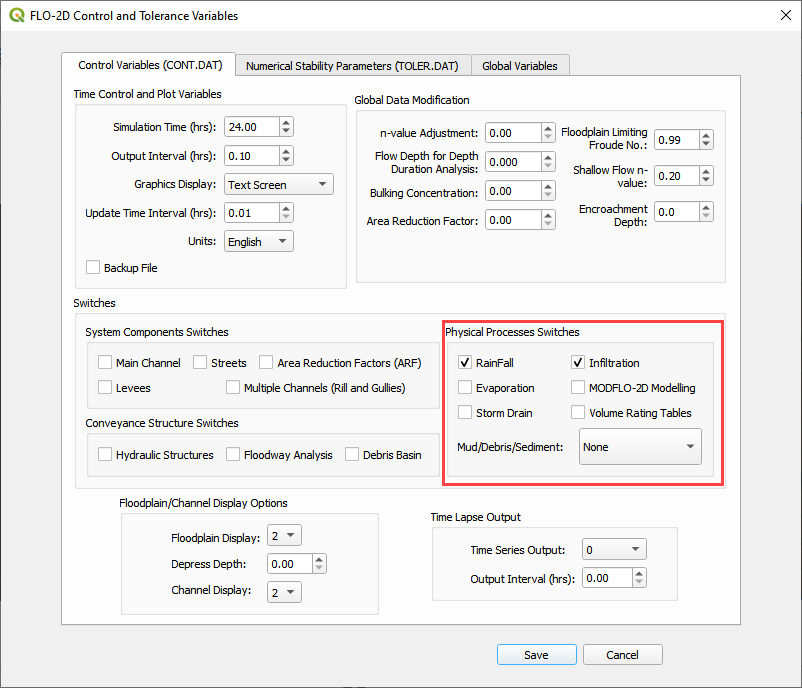 FLO-2D Control and Tolerance Variables
Control Variables (CONT.DAT)
Numerical Stability Parameters (TOLER.DAT)
Global Variables
Time Control and Plot Variables
Simulation Time (hrs):
24.00
Output Interval (hrs):
0.10
Graphics Display:
Text Screen
Update Time Interval (hrs):
0.01
Units:
English
Backup File
Global Data Modification
n-value Adjustment:
0.00
Flow Depth for Depth
Duration Analysis:
0.000
Bulking Concentration:
0.00
Area Reduction Factor:
0.00
Floodplain Limiting
Froude No.:
0.99
Shallow Flow n-
value:
0.20
Encroachment
Depth:
0.0
Switches
System Components Switches
Main Channel
Streets
Area Reduction Factors (ARF)
Levees
Multiple Channels (Rill and Gullies)
Conveyance Structure Switches
Hydraulic Structures
Floodway Analysis
Debris Basin
Physical Processes Switches
RainFall
Infiltration
Evaporation
MODFLO-2D Modelling
Storm Drain
Volume Rating Tables
Mud/Debris/Sediment:
None
Floodplain/Channel Display Options
Floodplain Display:
2
Depress Depth:
0.00
Channel Display:
2
Time Lapse Output
Time Series Output:
0
Output Interval (hrs):
0.00
Save
Cancel